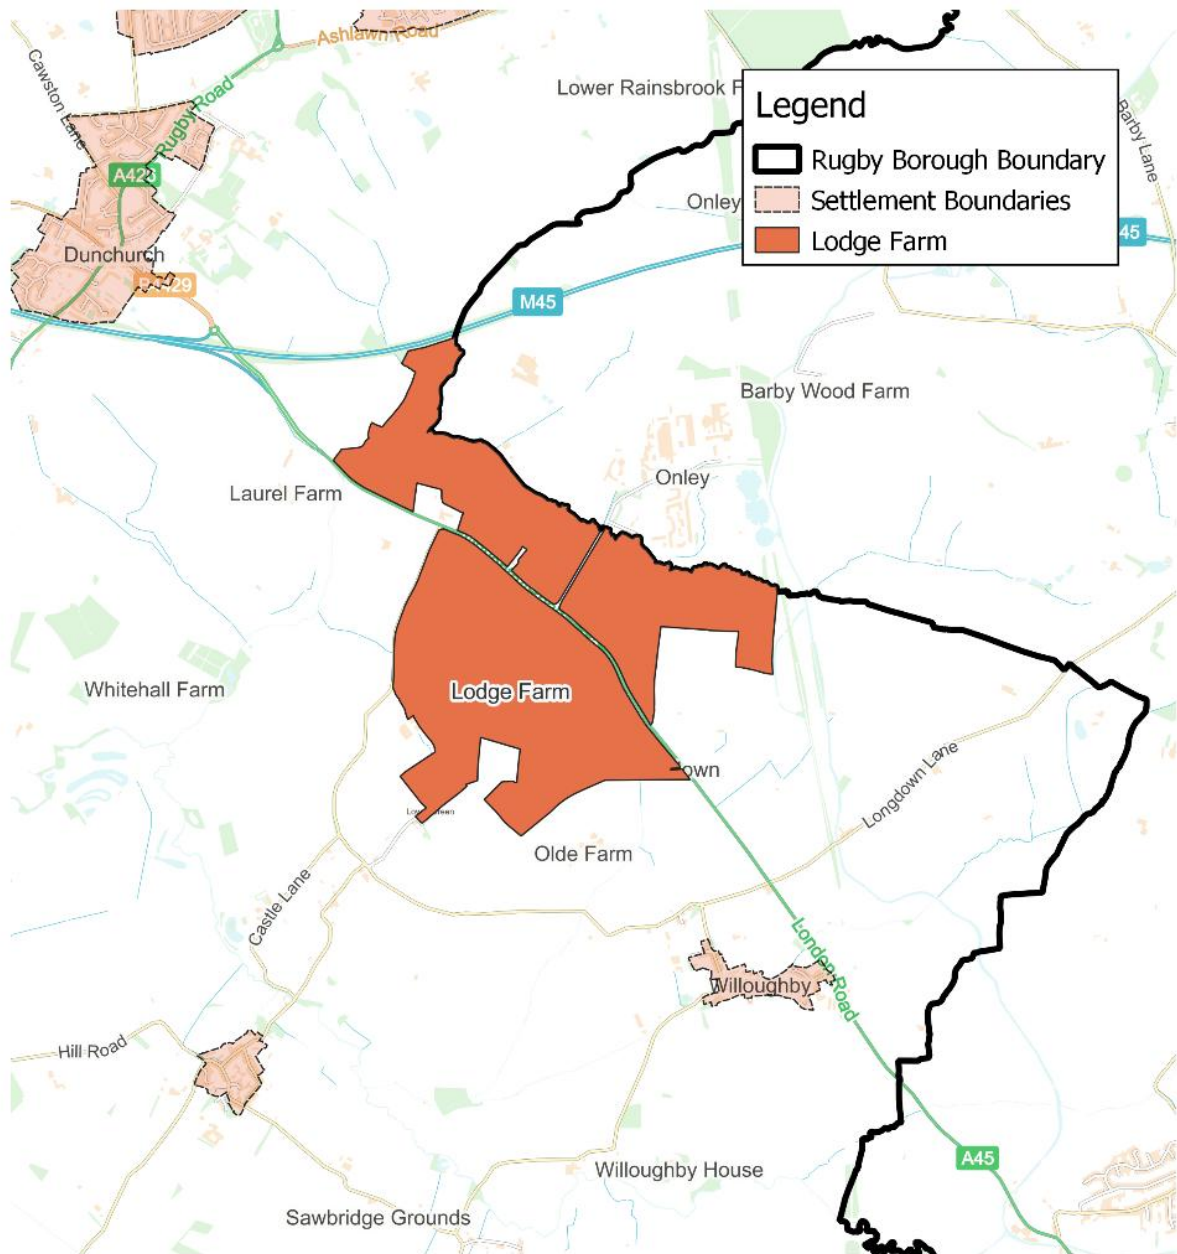 Ashlawn Road
Cawston Lane
Rugby Road
Lower Rainsbrook F
Legend
Rugby Borough Boundary
Settlement Boundaries
Lodge Farm
Barby Lane
A426
Onley
45
Dunchurch
M45
Barby Wood Farm
Onley
Laurel Farm
Whitehall Farm
Lodge Farm
Longdown Lane
Olde Farm
Castle Lane
London Road
Willoughby
Hill Road
A45
Willoughby House
Sawbridge Grounds